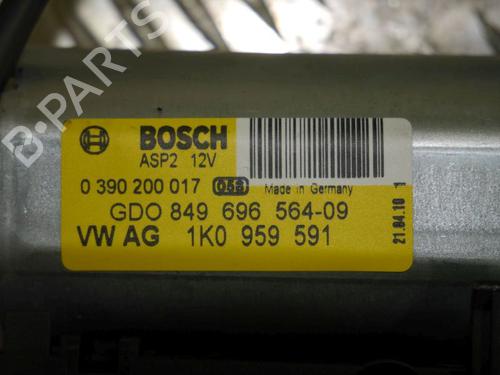 BOSCH
ASP2 12V
0 390 200 017 058 Made in Germany
GDO 849 696 564-09
VW AG 1K0 959 591
21.04.10 1
B-PARTS